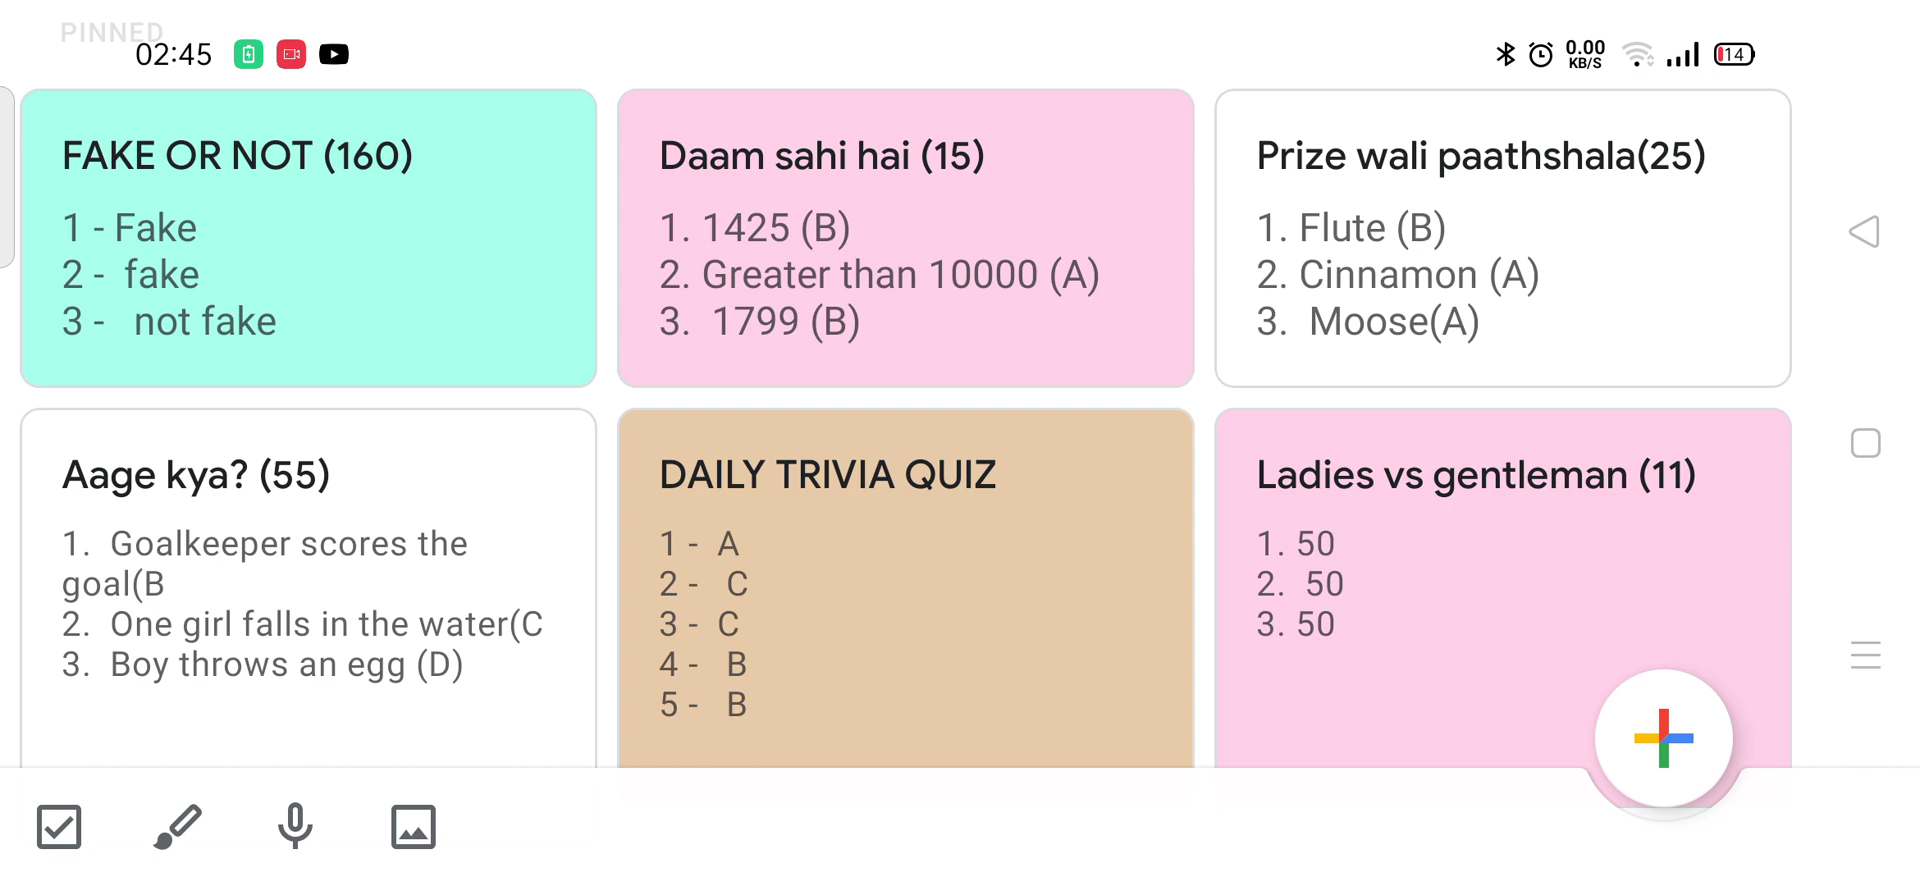 PINNED
02:45
0.00
KB/S
14
FAKE OR NOT (160)
1 - Fake
2 -  fake
3 -   not fake
Daam sahi hai (15)
1. 1425 (B)
2. Greater than 10000 (A)
3.  1799 (B)
Prize wali paathshala(25)
1. Flute (B)
2. Cinnamon (A)
3.  Moose(A)
Aage kya? (55)
1.  Goalkeeper scores the
goal(B
2.  One girl falls in the water(C
3.  Boy throws an egg (D)
DAILY TRIVIA QUIZ
1 -  A
2 -   C
3 -  C
4 -   B
5 -   B
Ladies vs gentleman (11)
1. 50
2.  50
3. 50